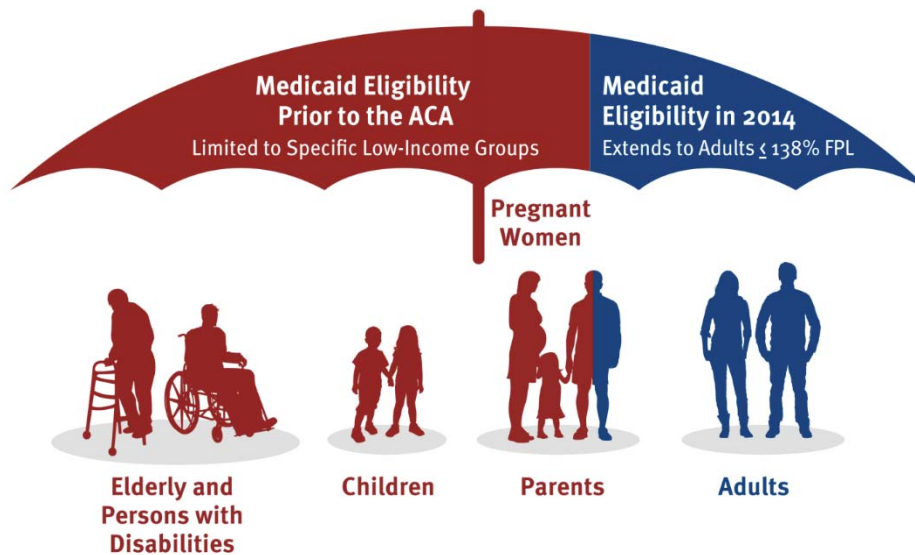 Medicaid Eligibility
Prior to the ACA
Limited to Specific Low-Income Groups
Medicaid
Eligibility in 2014
Extends to Adults ≤ 138% FPL
Pregnant
Women
Elderly and
Persons with
Disabilities
Children
Parents
Adults